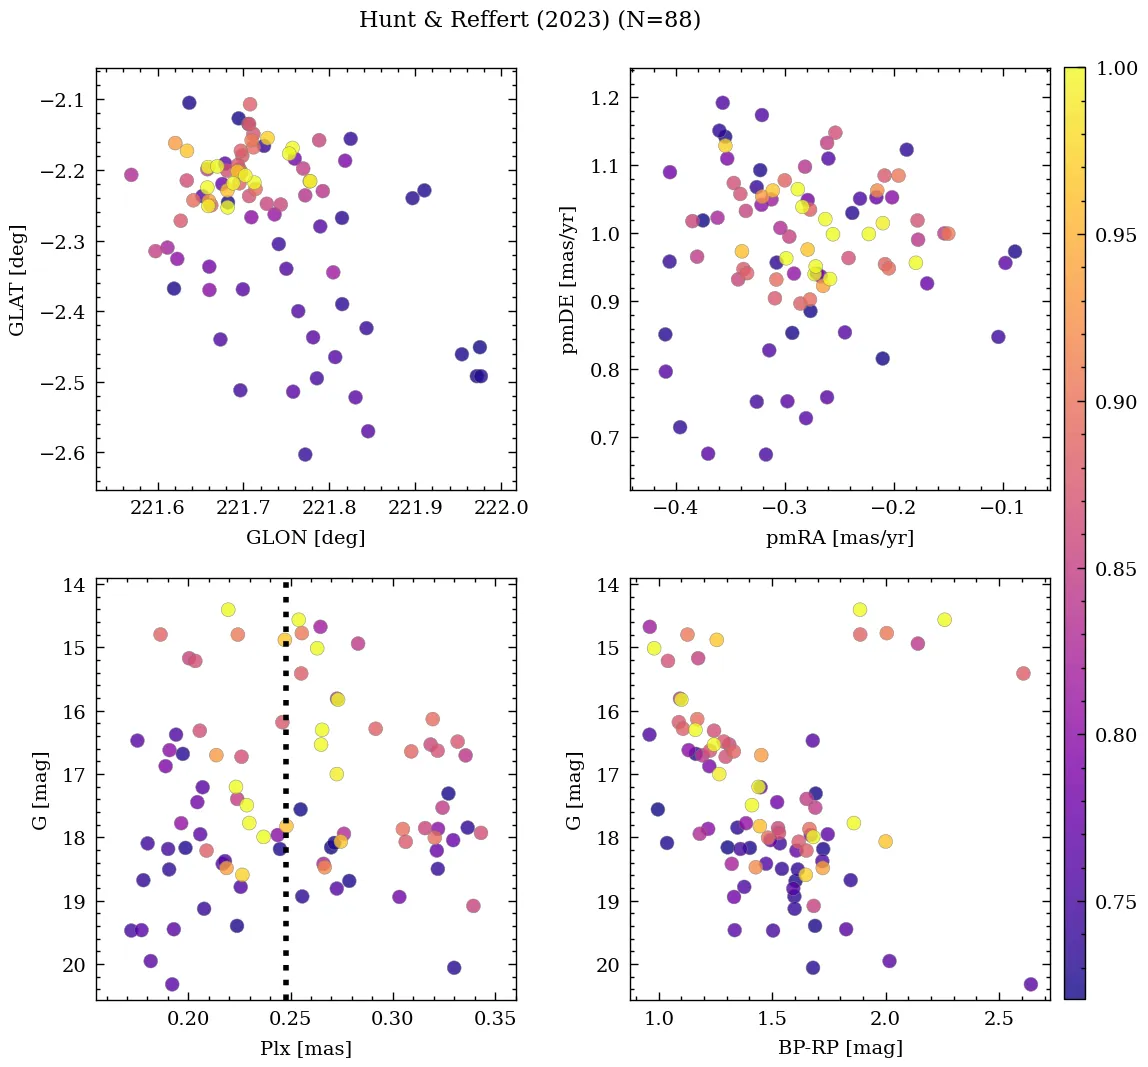 Hunt & Reffert (2023) (N=88)
−2.1
−2.2
−2.3
−2.4
−2.5
−2.6
GLAT [deg]
221.6 221.7 221.8 221.9 222.0
GLON [deg]
1.2
1.1
1.0
0.9
0.8
0.7
pmDE [mas/yr]
−0.4 −0.3 −0.2 −0.1
pmRA [mas/yr]
14
15
16
17
18
19
20
G [mag]
0.20 0.25 0.30 0.35
Plx [mas]
14
15
16
17
18
19
20
G [mag]
1.0 1.5 2.0 2.5
BP-RP [mag]
1.00
0.95
0.90
0.85
0.80
0.75